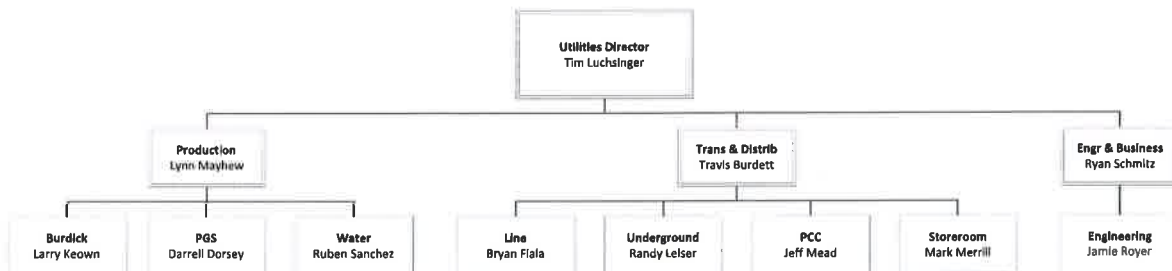 Utilities Director
Tim Luchsinger
Production
Lynn Mayhew
Trans & Distrib
Travis Burdett
Engr & Business
Ryan Schmitz
Burdick
Larry Keown
PGS
Darrell Dorsey
Water
Ruben Sanchez
Line
Bryan Fiala
Underground
Randy Leiser
PCC
Jeff Mead
Storeroom
Mark Merrill
Engineering
Jamie Royer